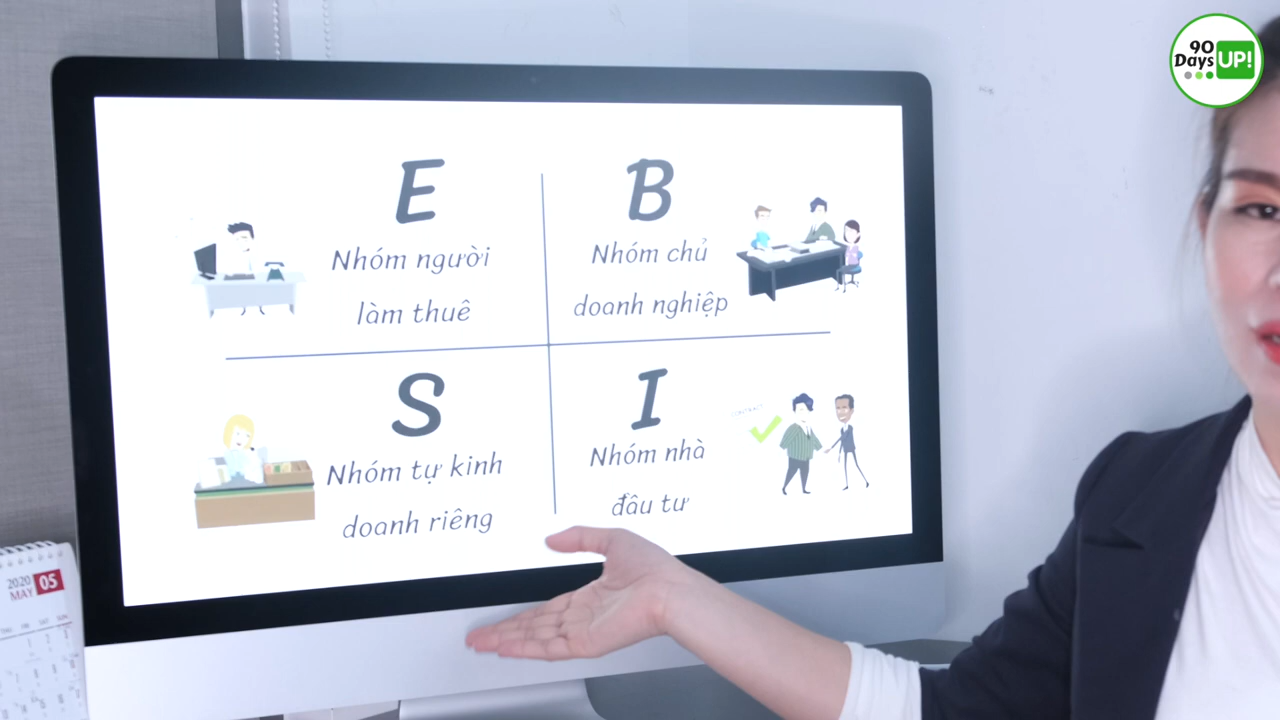 90
Days UP!
E
Nhóm người
làm thuê
B
Nhóm chủ
doanh nghiệp
S
Nhóm tự kinh
doanh riêng
I
Nhóm nhà
đầu tư
CONTRACT
2020
MAY 05